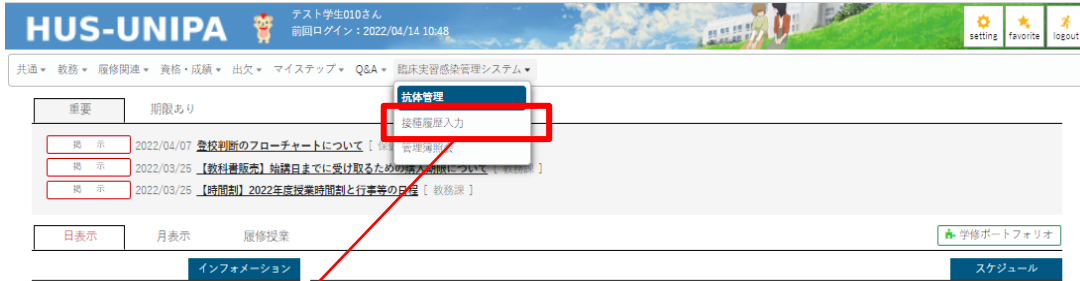 HUS-UNIPA
テスト学生010さん
前回ログイン：2022/04/14 10:48
setting favorite logout
共通 教務 履修関連 資格・成績 出欠 マイステップ Q&A 臨床実習感染管理システム
抗体管理
接種履歴入力
管理簿照会
重要 期限あり
掲 示 2022/04/07 登校判断のフローチャートについて [
掲 示 2022/03/25 【教科書販売】始講日までに受け取るための購入期限について [ 教務課 ]
掲 示 2022/03/25 【時間割】2022年度授業時間割と行事等の日程 [ 教務課 ]
日表示 月表示 履修授業 学修ポートフォリオ
インフォメーション スケジュール